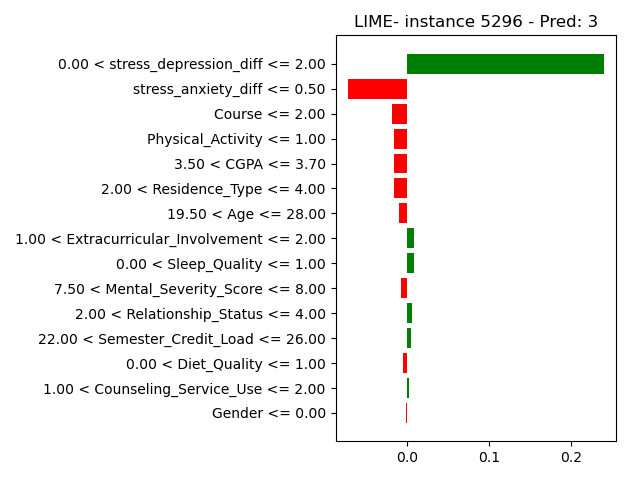 LIME- instance 5296 - Pred: 3
0.00 < stress_depression_diff <= 2.00
stress_anxiety_diff <= 0.50
Course <= 2.00
Physical_Activity <= 1.00
3.50 < CGPA <= 3.70
2.00 < Residence_Type <= 4.00
19.50 < Age <= 28.00
1.00 < Extracurricular_Involvement <= 2.00
0.00 < Sleep_Quality <= 1.00
7.50 < Mental_Severity_Score <= 8.00
2.00 < Relationship_Status <= 4.00
22.00 < Semester_Credit_Load <= 26.00
0.00 < Diet_Quality <= 1.00
1.00 < Counseling_Service_Use <= 2.00
Gender <= 0.00
0.0 0.1 0.2